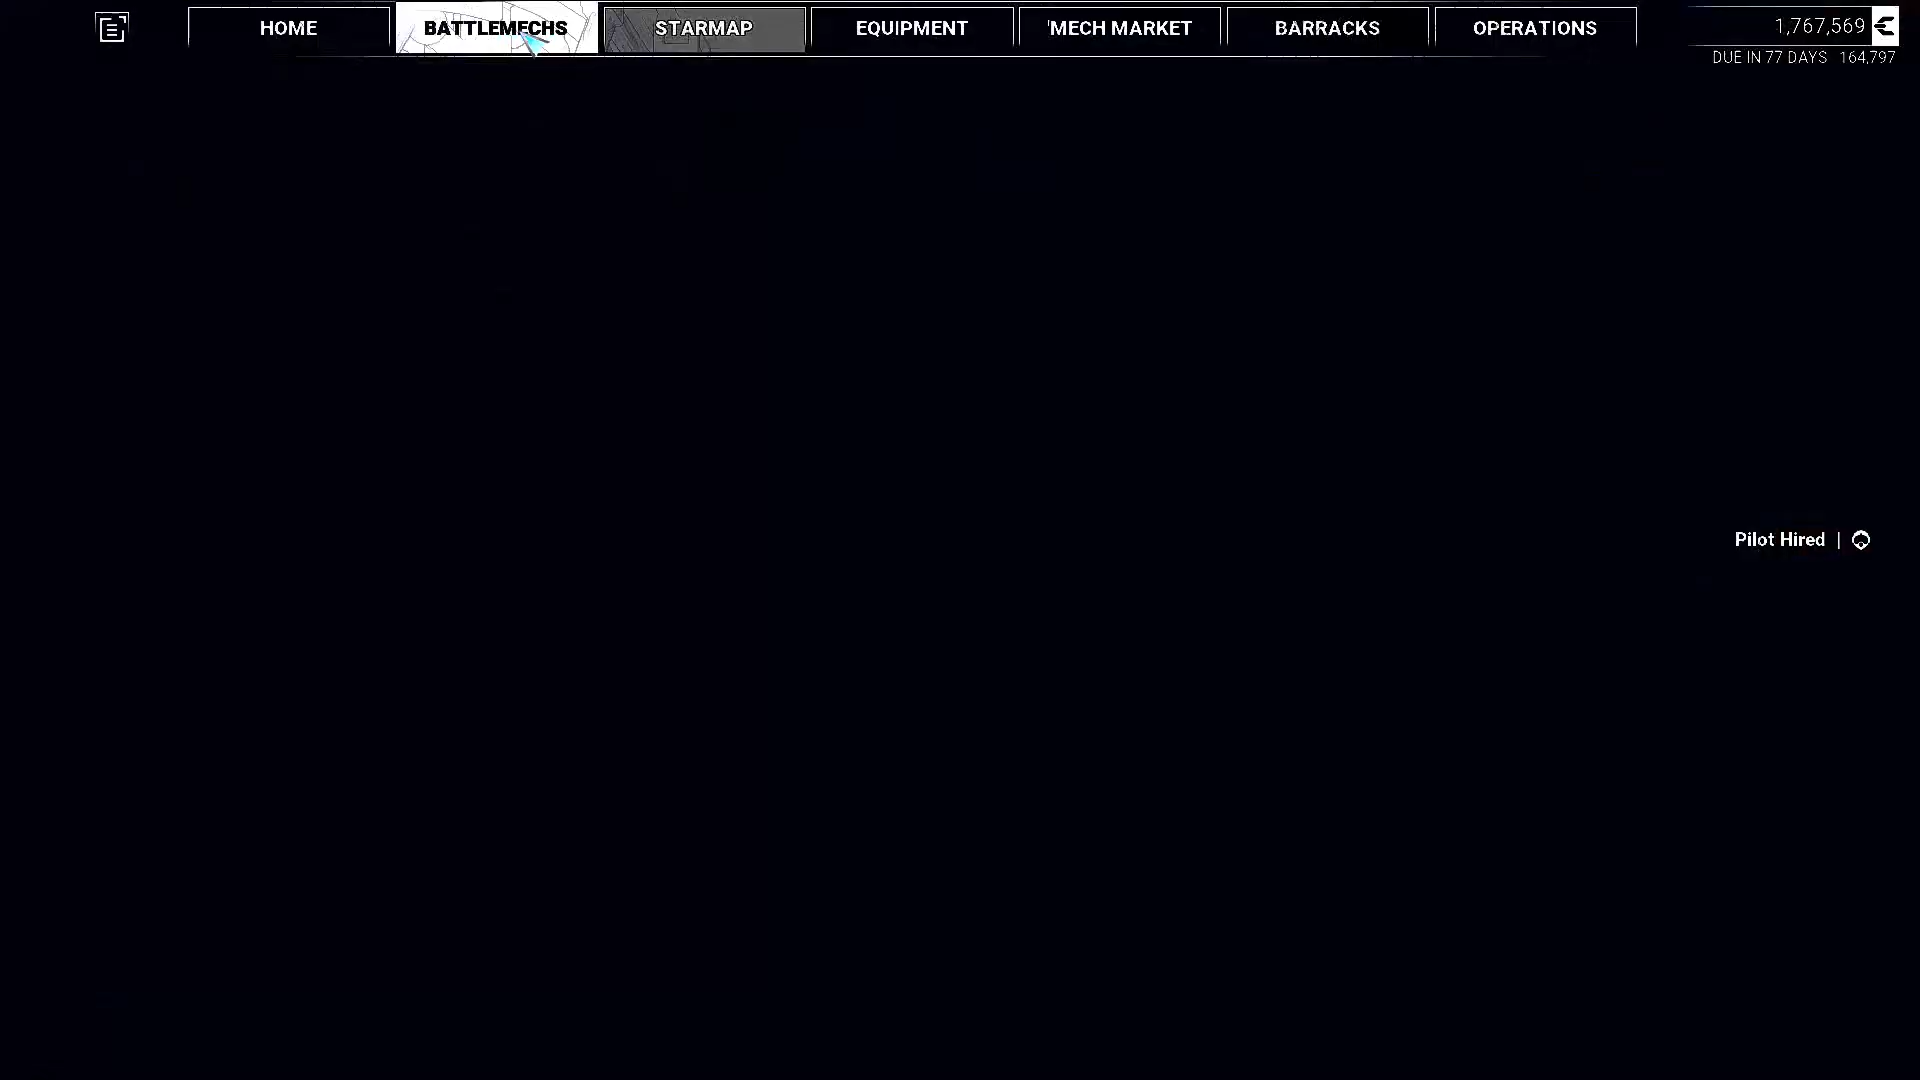 HOME
BATTLEMECHS
STARMAP
EQUIPMENT
'MECH MARKET
BARRACKS
OPERATIONS
1,767,569
DUE IN 77 DAYS 164,797
Pilot Hired |